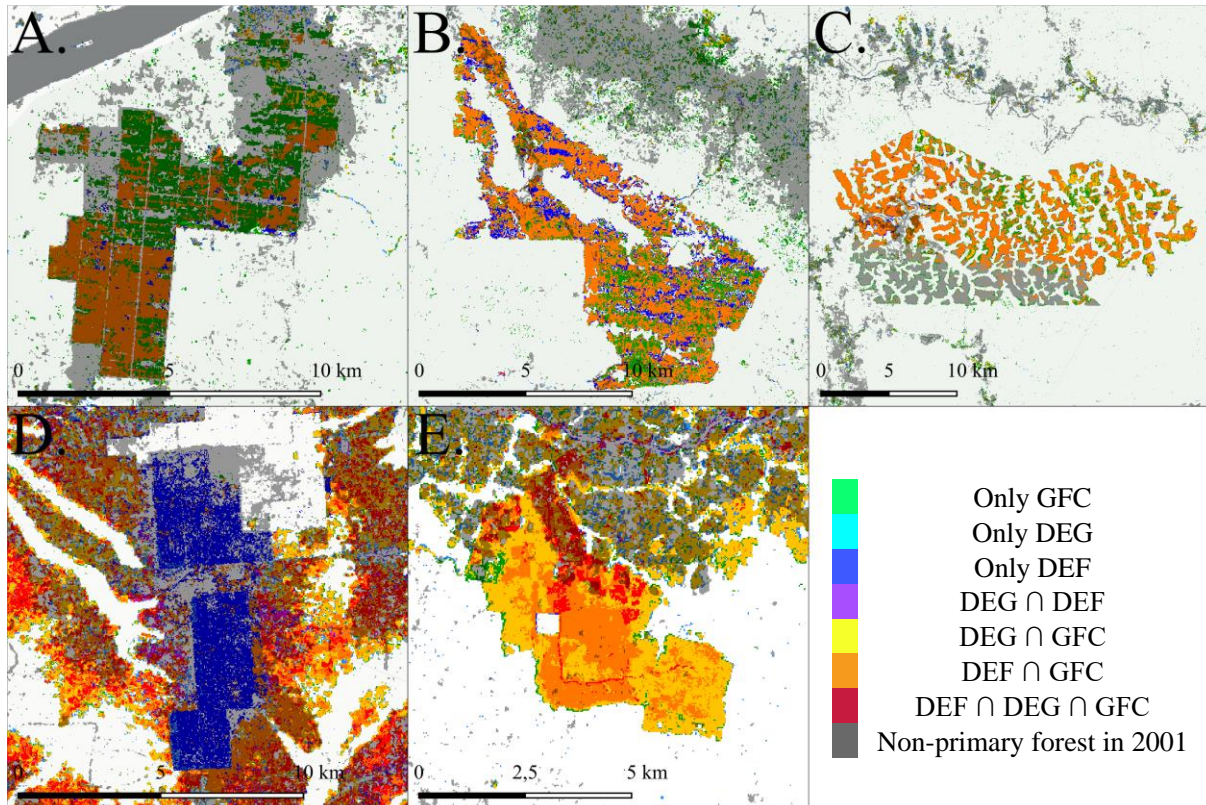 A.
B.
C.
0 5 10 km
0 5 10 km
0 5 10 km
D.
E.
0 5 10 km
0 2,5 5 km
Only GFC
Only DEG
Only DEF
DEG ∩ DEF
DEG ∩ GFC
DEF ∩ GFC
DEF ∩ DEG ∩ GFC
Non-primary forest in 2001